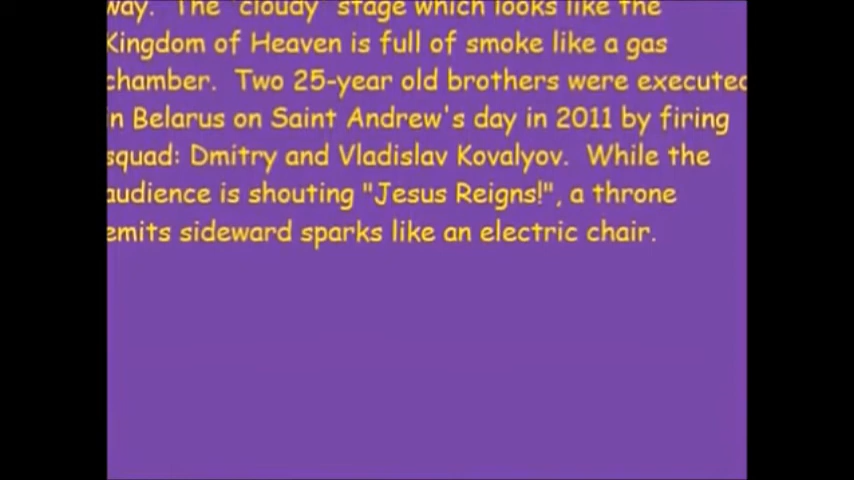 way.  The "cloudy" stage which looks like the
Kingdom of Heaven is full of smoke like a gas
chamber.  Two 25-year old brothers were executed
in Belarus on Saint Andrew's day in 2011 by firing
squad: Dmitry and Vladislav Kovalyov.  While the
audience is shouting "Jesus Reigns!", a throne
emits sideward sparks like an electric chair.